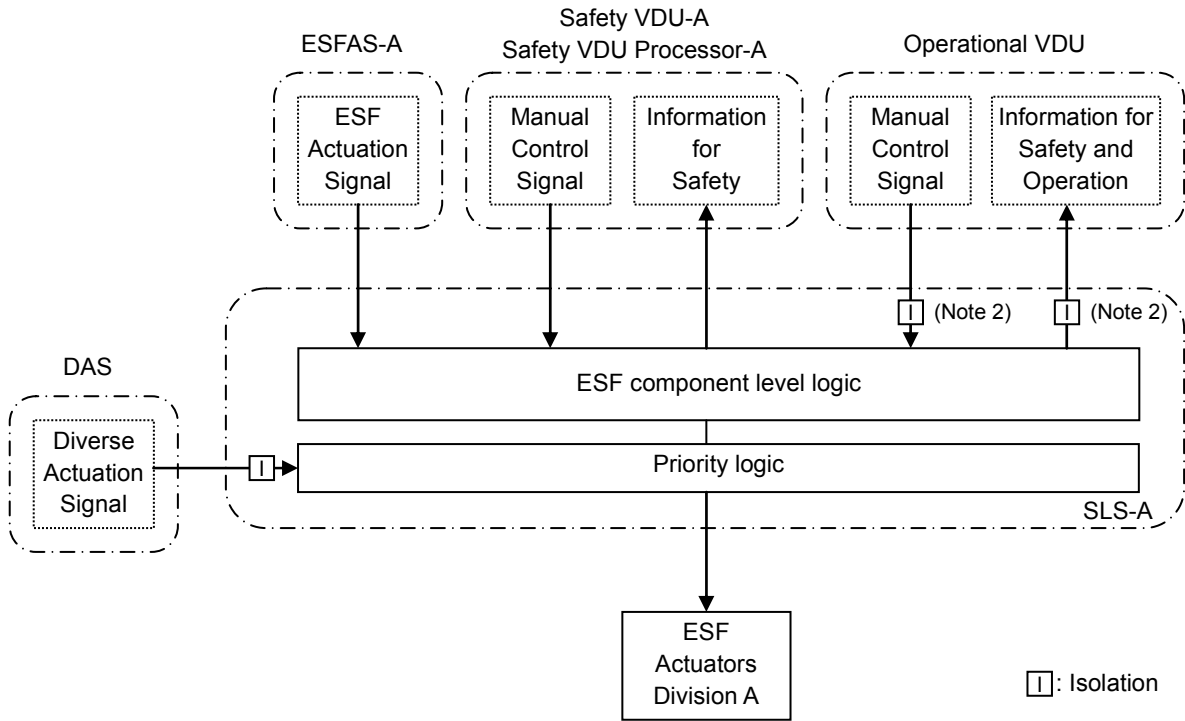 ESFAS-A
Safety VDU-A
Safety VDU Processor-A
Operational VDU
ESF
Actuation
Signal
Manual
Control
Signal
Information
for
Safety
Manual
Control
Signal
Information for
Safety and
Operation
I (Note 2)
I (Note 2)
ESF component level logic
DAS
Diverse
Actuation
Signal
I
Priority logic
SLS-A
ESF
Actuators
Division A
I : Isolation